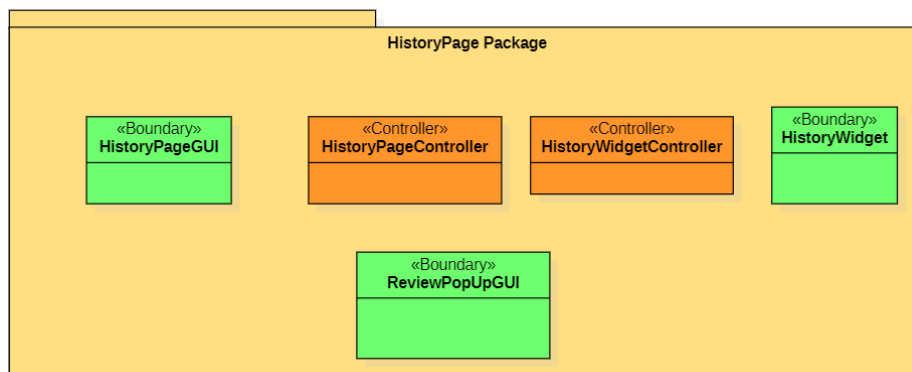 HistoryPage Package
«Boundary»
HistoryPageGUI
«Controller»
HistoryPageController
«Controller»
HistoryWidgetController
«Boundary»
HistoryWidget
«Boundary»
ReviewPopUpGUI